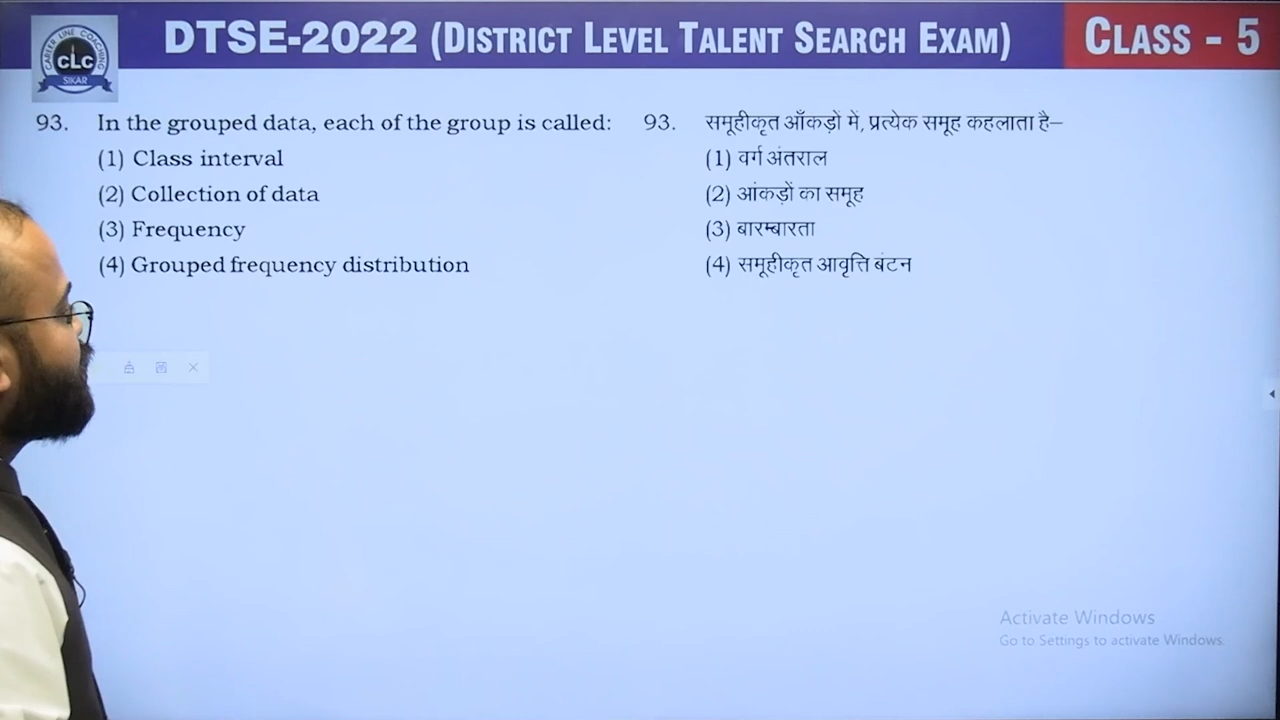 CAREER LINE COACHING
CLC
SIKAR
DTSE-2022 (DISTRICT LEVEL TALENT SEARCH EXAM)
CLASS - 5
93. In the grouped data, each of the group is called:
(1) Class interval
(2) Collection of data
(3) Frequency
(4) Grouped frequency distribution
93. समूहीकृत आँकड़ों में, प्रत्येक समूह कहलाता है–
(1) वर्ग अंतराल
(2) आंकड़ों का समूह
(3) बारम्बारता
(4) समूहीकृत आवृत्ति बंटन
Activate Windows
Go to Settings to activate Windows.